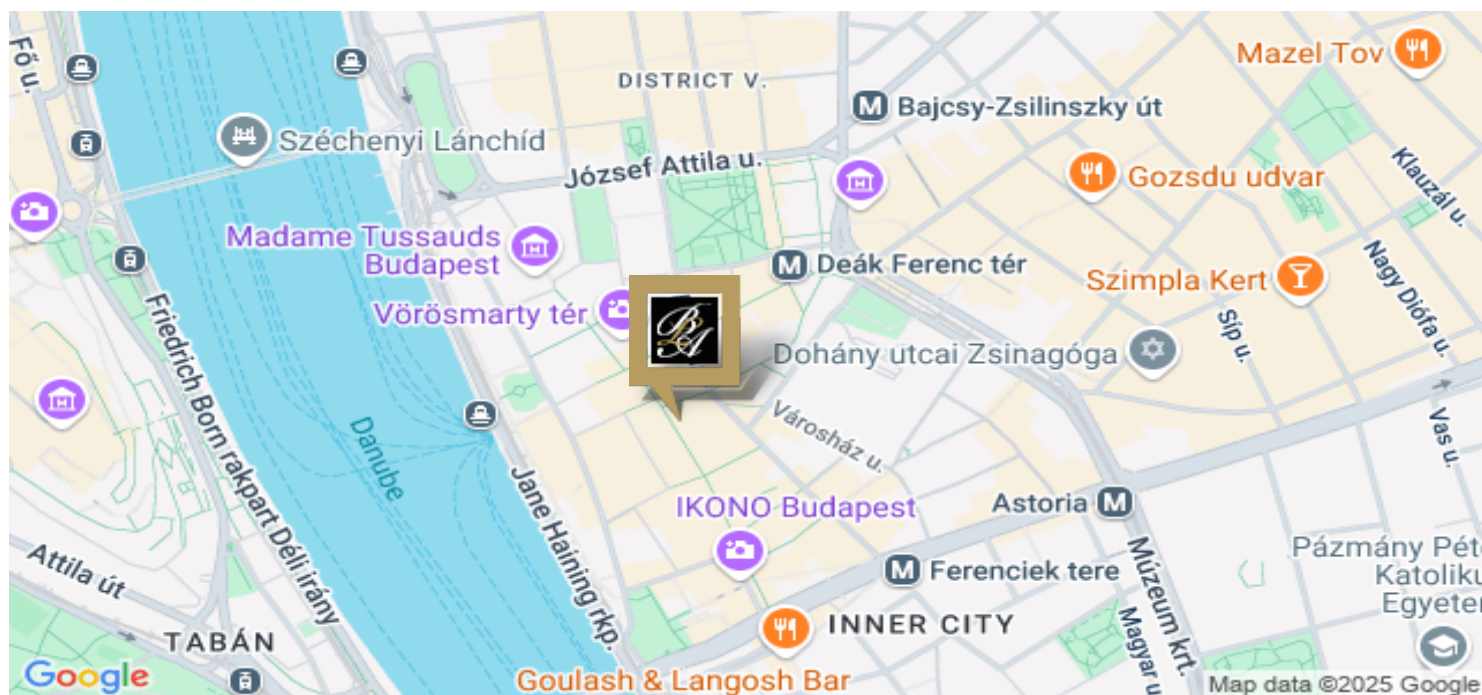 Fő u.
DISTRICT V.
Mazel Tov
Bajcsy-Zsilinszky út
Széchenyi Lánchíd
József Attila u.
Gozsdu udvar
Klauzál u.
Madame Tussauds
Budapest
Deák Ferenc tér
Szimpla Kert
Nagy Diófa u.
Vörösmarty tér
Síp u.
Dohány utcai Zsinagóga
Friedrich Born rakpart Déli irány
Danube
Városház u.
Vas u.
Jane Haining rkp.
IKONO Budapest
Astoria
Attila út
Ferenciek tere
Múzeum krt.
Pázmány Péte
Katoliku
Egyetem
Magyar u
TABÁN
INNER CITY
Goulash & Langosh Bar
Google
Map data ©2025 Google